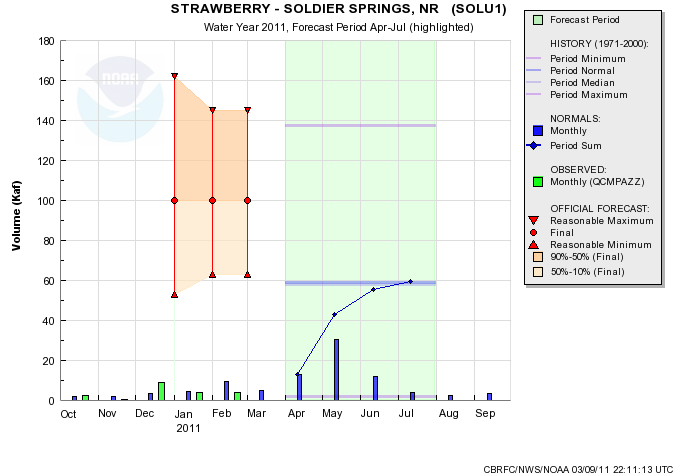 STRAWBERRY - SOLDIER SPRINGS, NR (SOLU1)
Water Year 2011, Forecast Period Apr-Jul (highlighted)
NOAA
Volume (Kaf)
180
160
140
120
100
80
60
40
20
0
Oct Nov Dec Jan Feb Mar Apr May Jun Jul Aug Sep
2011
Forecast Period
HISTORY (1971-2000):
Period Minimum
Period Normal
Period Median
Period Maximum
NORMALS:
Monthly
Period Sum
OBSERVED:
Monthly (QCMPAZZ)
OFFICIAL FORECAST:
Reasonable Maximum
Final
Reasonable Minimum
90%-50% (Final)
50%-10% (Final)
CBRFC/NWS/NOAA 03/09/11 22:11:13 UTC